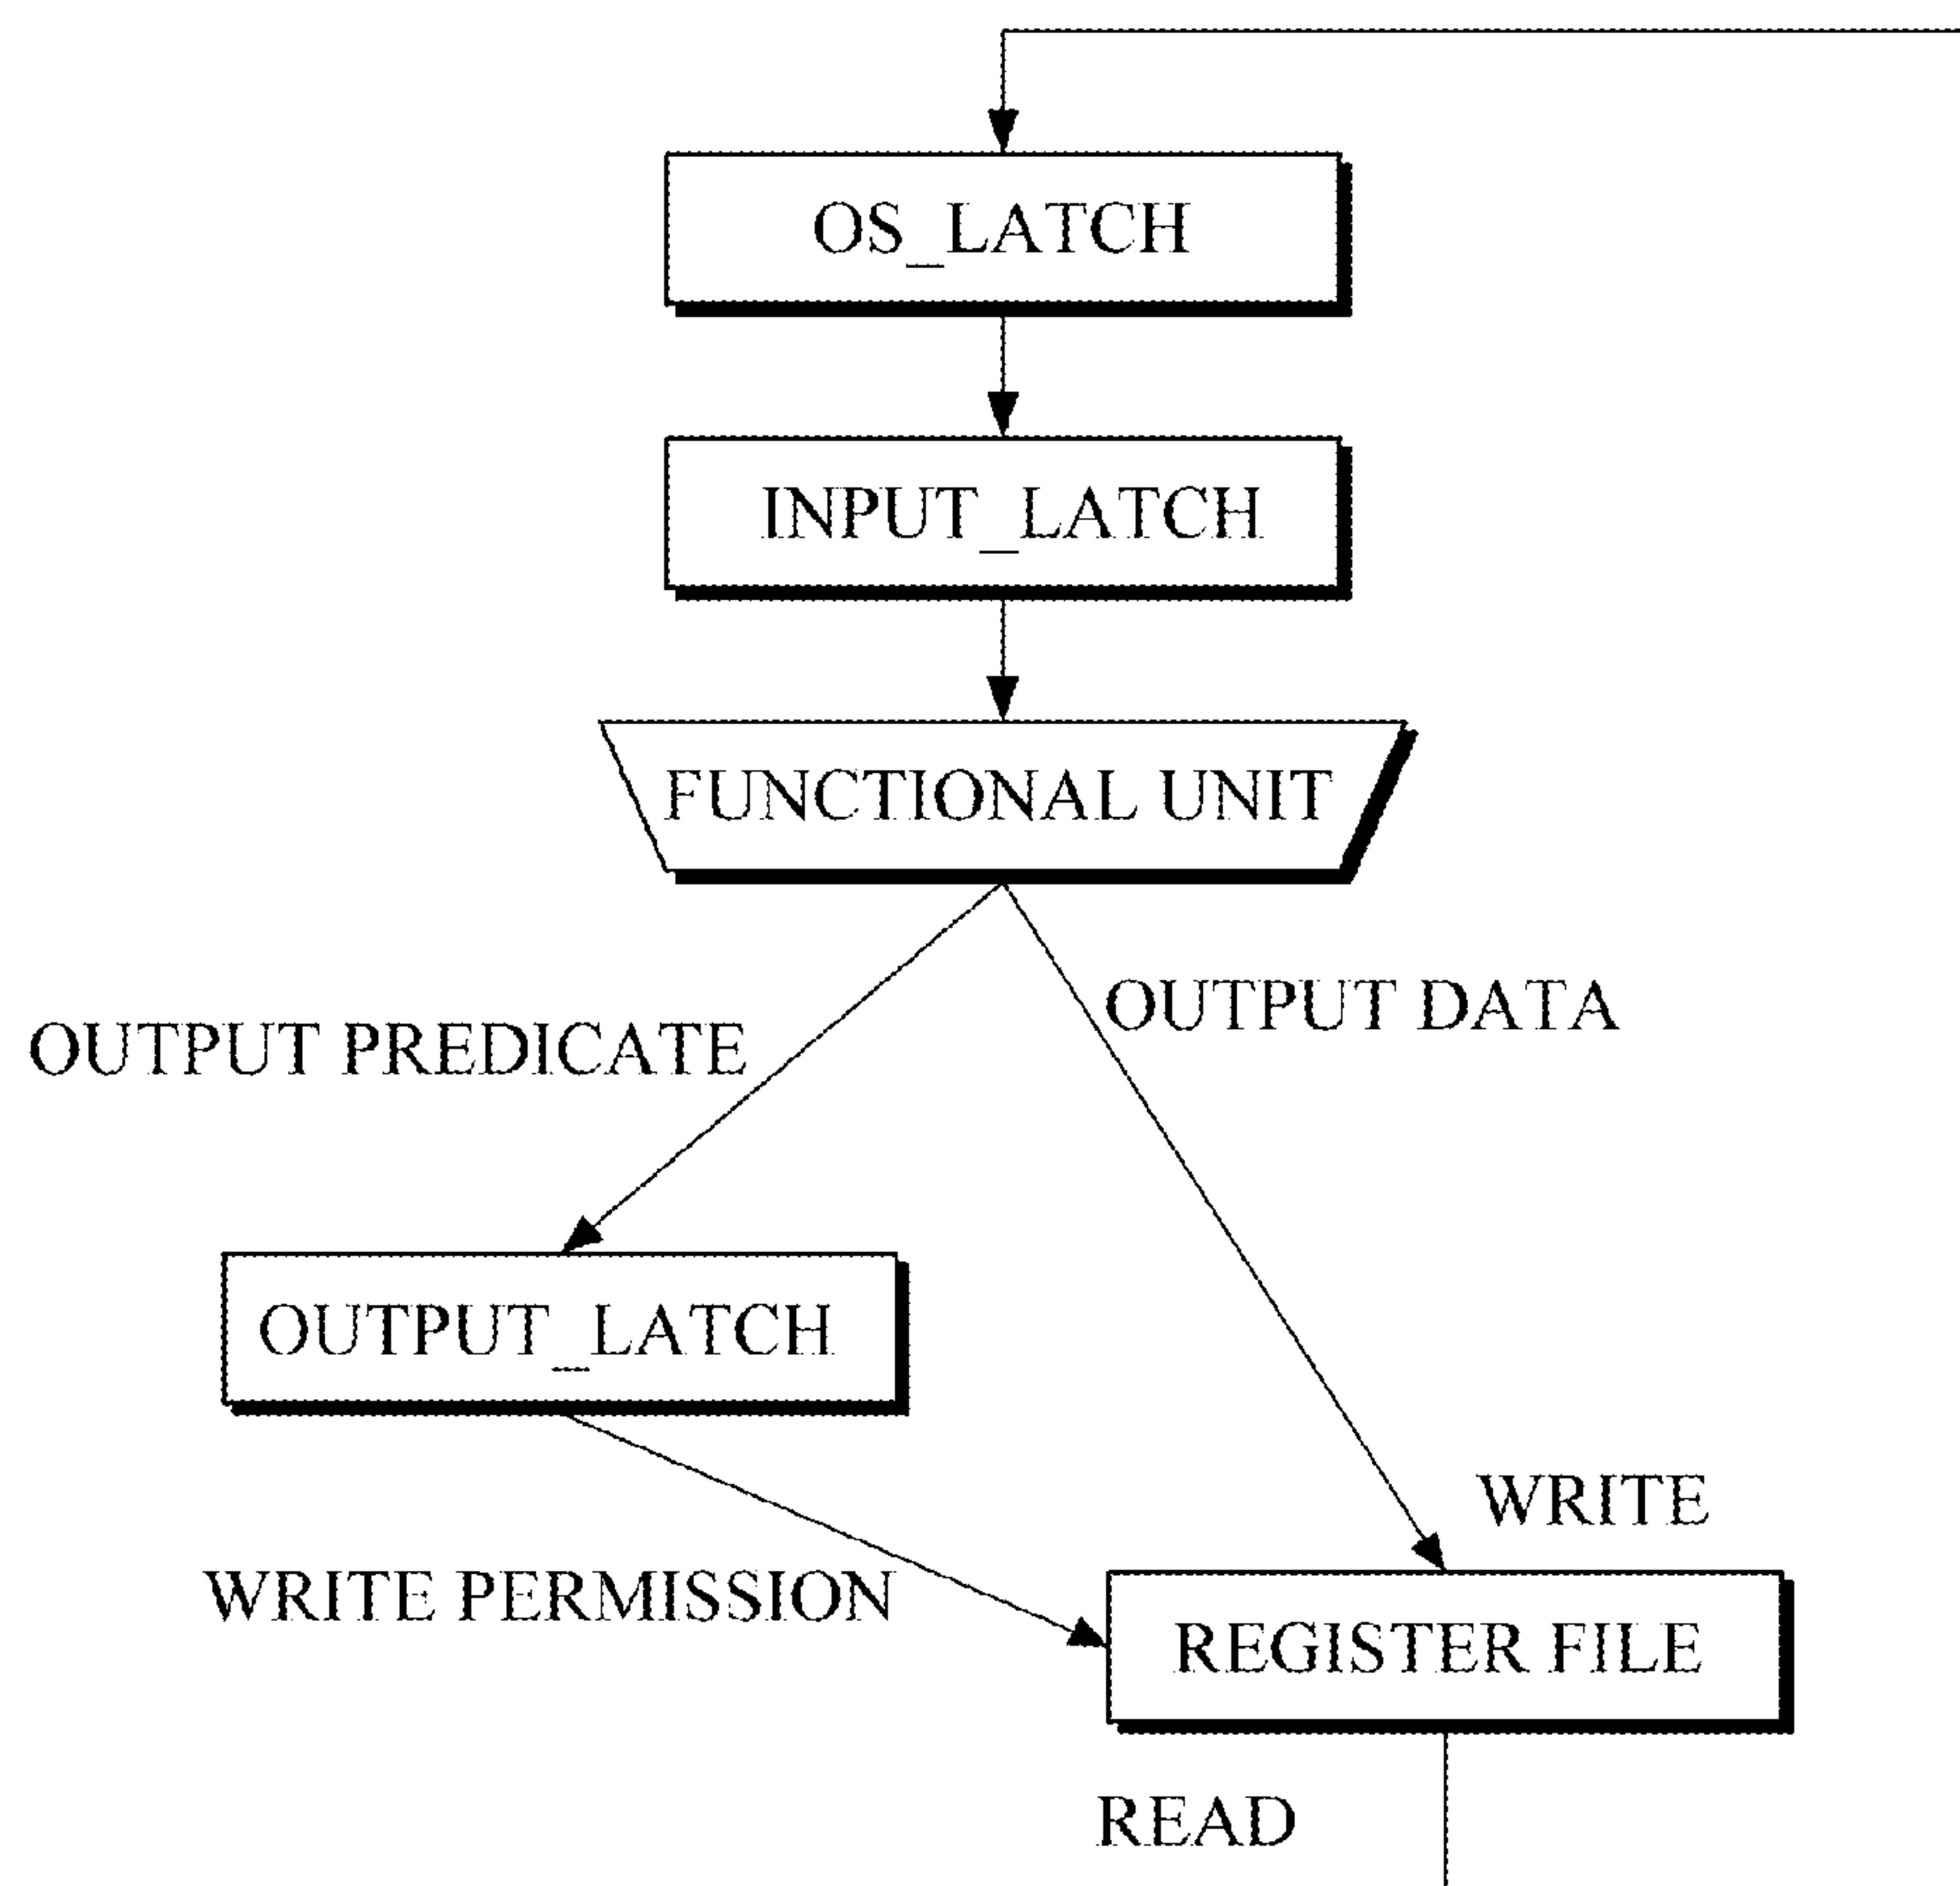 OS_LATCH
INPUT_LATCH
FUNCTIONAL UNIT
OUTPUT DATA
OUTPUT PREDICATE
OUTPUT_LATCH
WRITE
WRITE PERMISSION
REGISTER FILE
READ